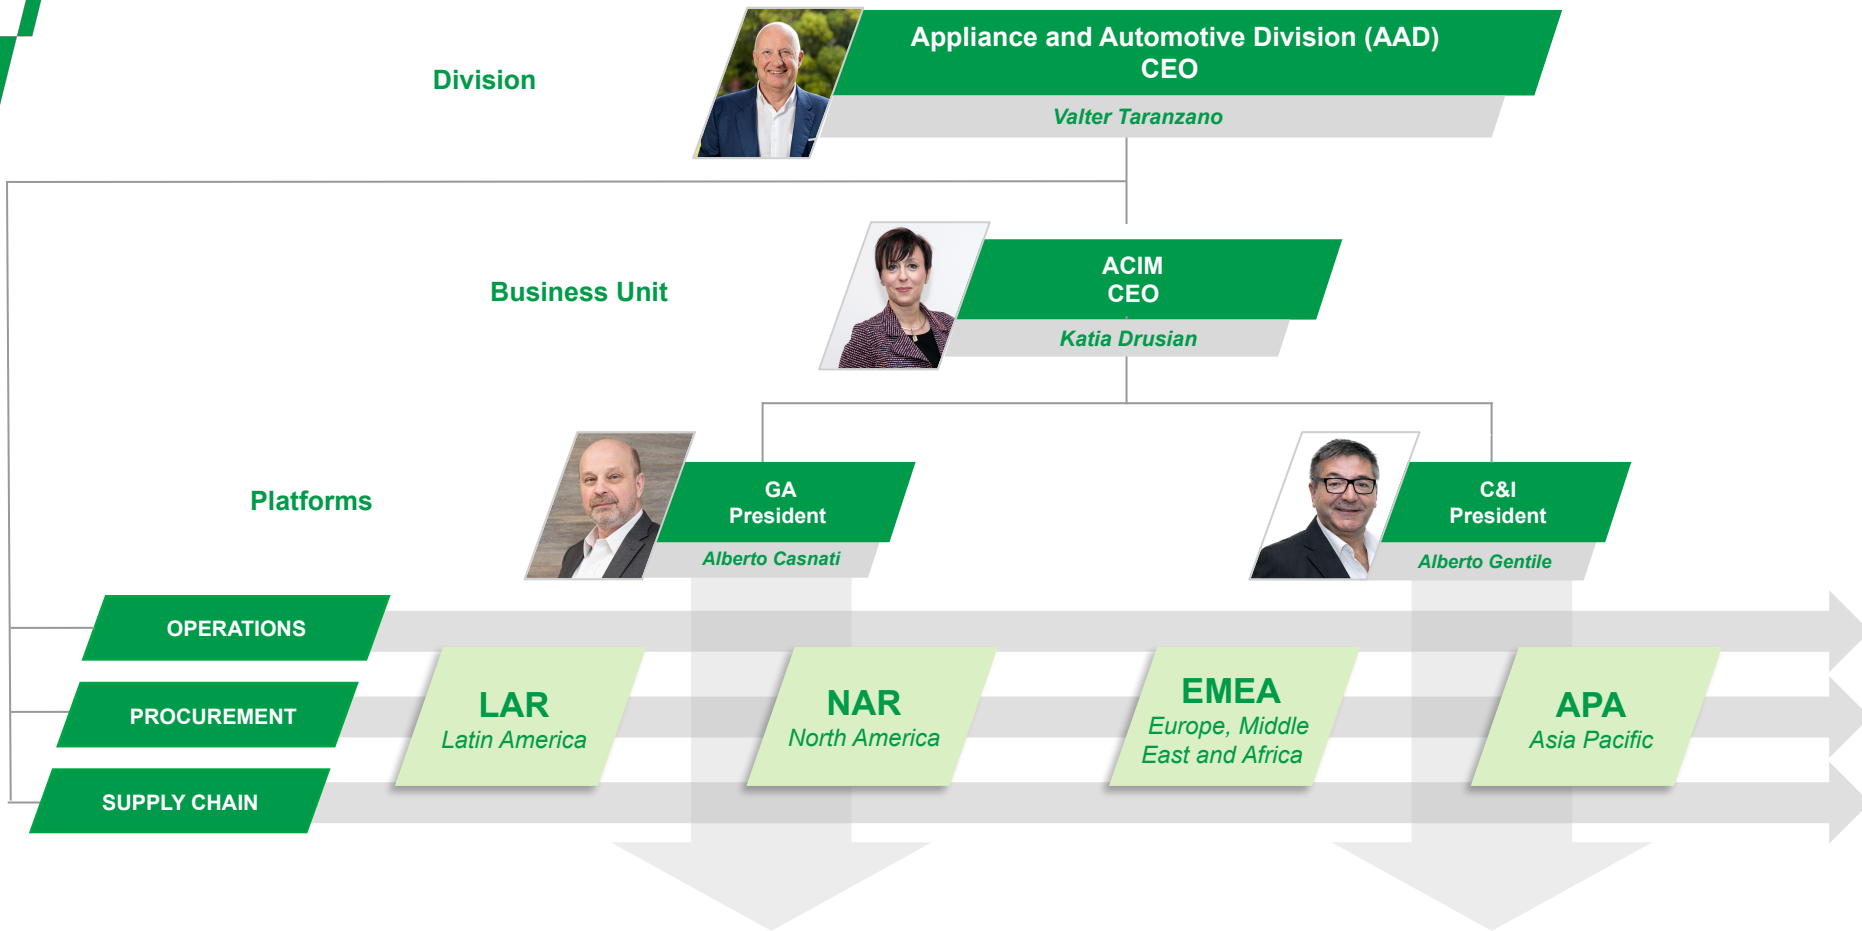 Appliance and Automotive Division (AAD)
CEO
Division
Valter Taranzano
ACIM
CEO
Business Unit
Katia Drusian
Platforms
GA
President
Alberto Casnati
C&I
President
Alberto Gentile
OPERATIONS
PROCUREMENT
SUPPLY CHAIN
LAR
Latin America
NAR
North America
EMEA
Europe, Middle
East and Africa
APA
Asia Pacific